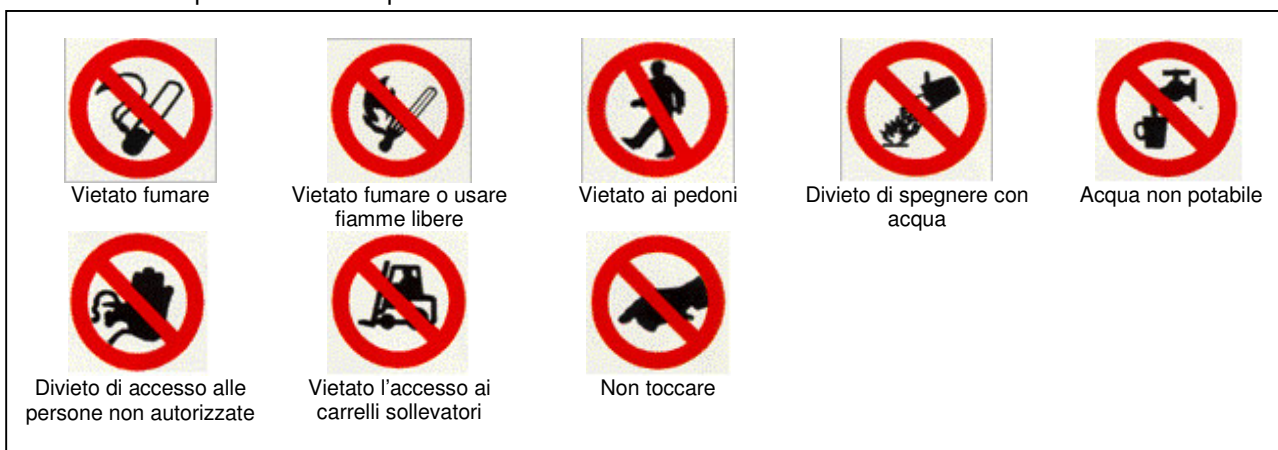 Vietato fumare
Vietato fumare o usare
fiamme libere
Vietato ai pedoni
Divieto di spegnere con
acqua
Acqua non potabile
Divieto di accesso alle
persone non autorizzate
Vietato l'accesso ai
carrelli sollevatori
Non toccare